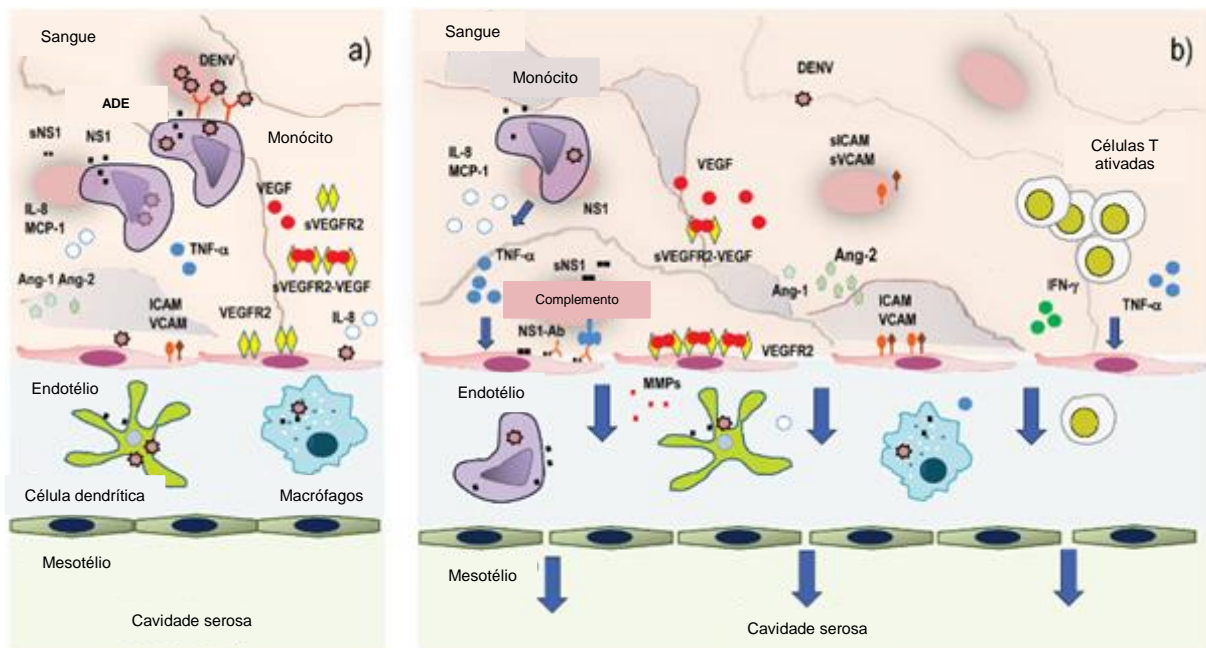 Sangue
a)
DENV
ADE
Monócito
sNS1
NS1
VEGF
sVEGFR2
IL-8
MCP-1
TNF-α
sVEGFR2-VEGF
Ang-1 Ang-2
ICAM
VCAM
VEGFR2
IL-8
Endotélio
Célula dendrítica
Macrófagos
Mesotélio
Cavidade serosa
Sangue
b)
Monócito
DENV
IL-8
MCP-1
VEGF
sICAM
sVCAM
Células T
ativadas
NS1
TNF-α
sNS1
sVEGFR2-VEGF
Ang-2
Ang-1
IFN-γ
TNF-α
Complemento
ICAM
VCAM
NS1-Ab
VEGFR2
Endotélio
MMPs
Mesotélio
Cavidade serosa